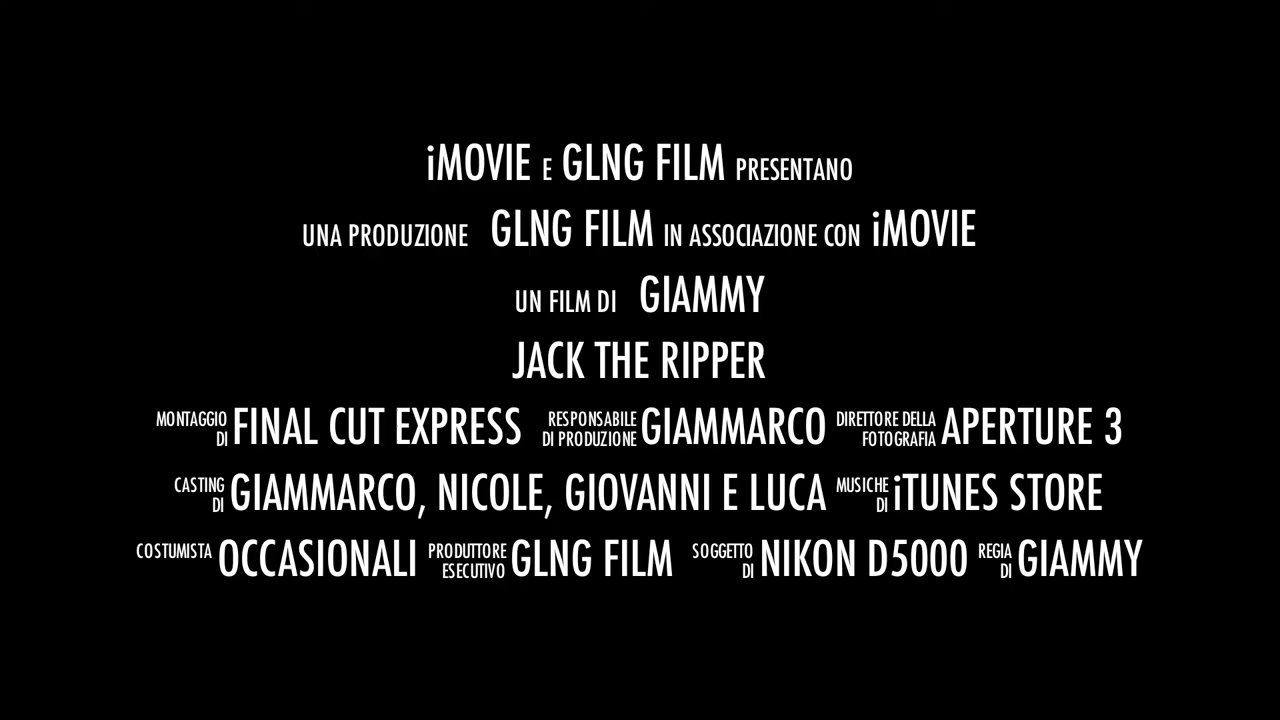 iMOVIE E GLNG FILM PRESENTANO
UNA PRODUZIONE GLNG FILM IN ASSOCIAZIONE CON iMOVIE
UN FILM DI GIAMMY
JACK THE RIPPER
MONTAGGIO DI FINAL CUT EXPRESS RESPONSABILE DI PRODUZIONE GIAMMARCO DIRETTORE DELLA FOTOGRAFIA APERTURE 3
CASTING DI GIAMMARCO, NICOLE, GIOVANNI E LUCA MUSICHE DI iTUNES STORE
COSTUMISTA OCCASIONALI PRODUTTORE ESECUTIVO GLNG FILM SOGGETTO DI NIKON D5000 REGIA DI GIAMMY